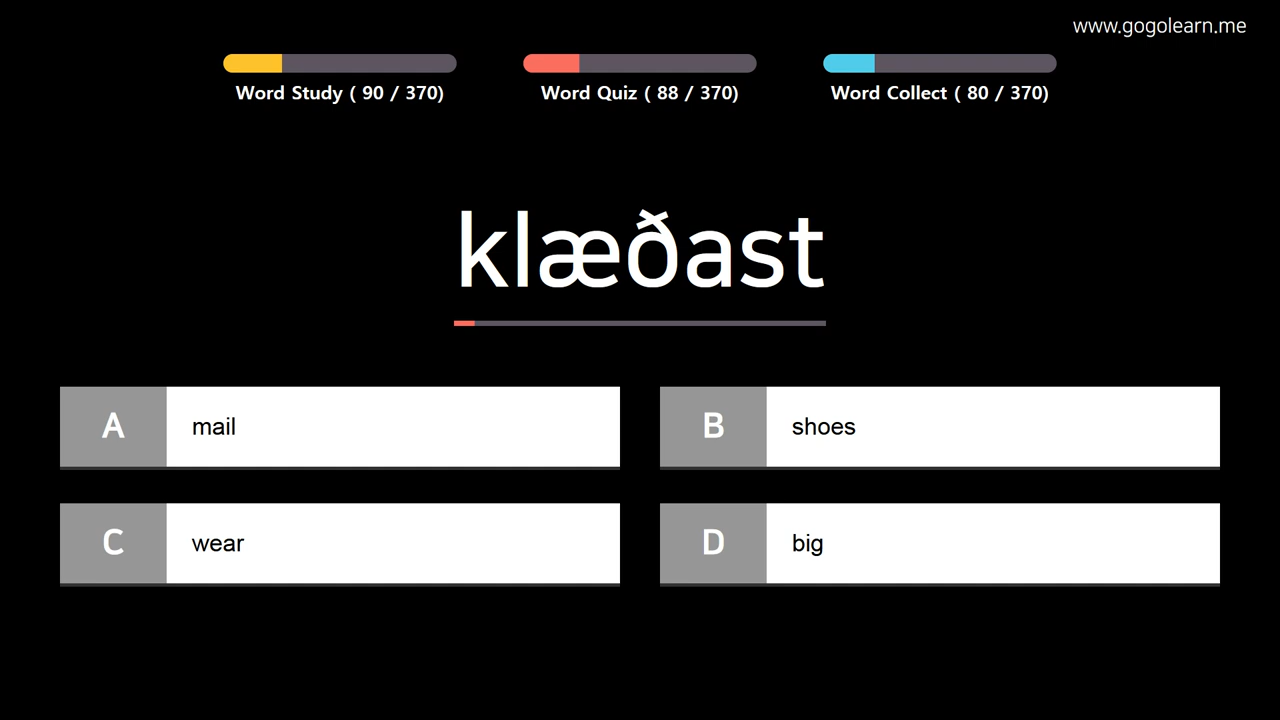 www.gogolearn.me
Word Study ( 90 / 370)
Word Quiz ( 88 / 370)
Word Collect ( 80 / 370)
klæðast
A mail
B shoes
C wear
D big